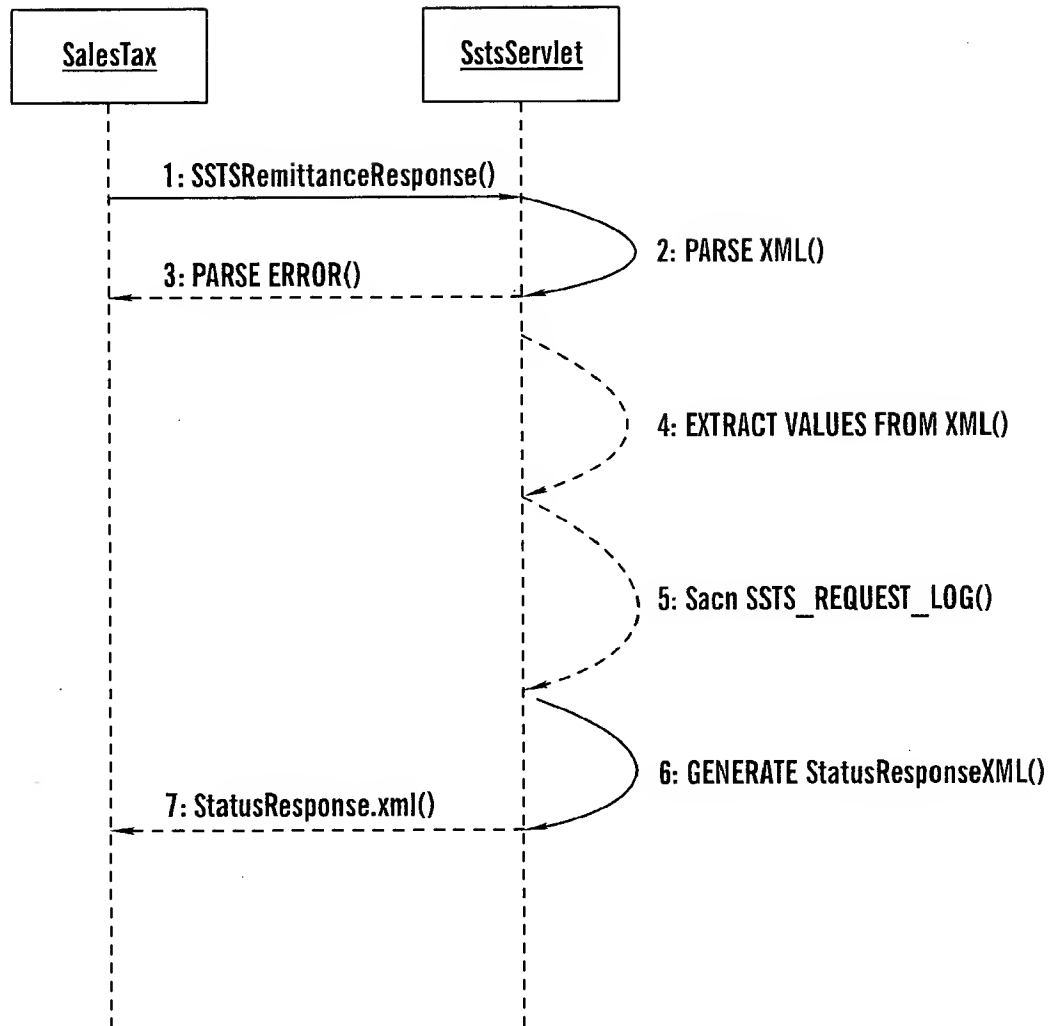 SalesTax
SstsServlet
1: SSTSRemittanceResponse()
2: PARSE XML()
3: PARSE ERROR()
4: EXTRACT VALUES FROM XML()
5: Sacn SSTS_REQUEST_LOG()
6: GENERATE StatusResponseXML()
7: StatusResponse.xml()